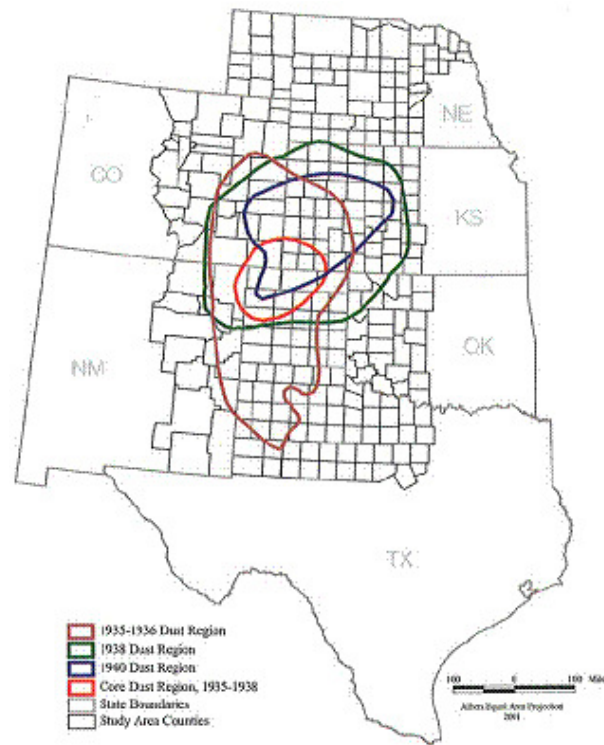 NE
CO
KS
OK
NM
TX
1935-1936 Dust Region
1938 Dust Region
1940 Dust Region
Core Dust Region, 1935-1938
State Boundaries
Study Area Counties
100 0 100 Miles
Albers Equal Area Projection
2001